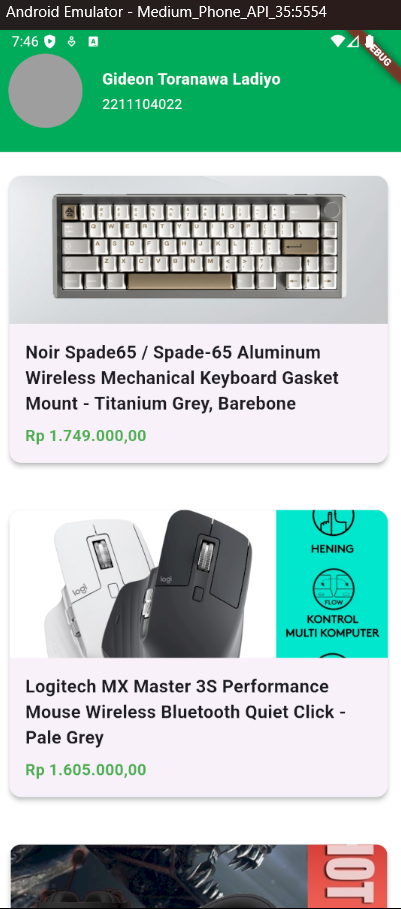 Android Emulator - Medium_Phone_API_35:5554
7:46
DEBUG
Gideon Toranawa Ladiyo
2211104022
Noir Spade65 / Spade-65 Aluminum
Wireless Mechanical Keyboard Gasket
Mount - Titanium Grey, Barebone
Rp 1.749.000,00
logi
logi
HENING
FLOW
KONTROL
MULTI KOMPUTER
Logitech MX Master 3S Performance
Mouse Wireless Bluetooth Quiet Click -
Pale Grey
Rp 1.605.000,00
HOT